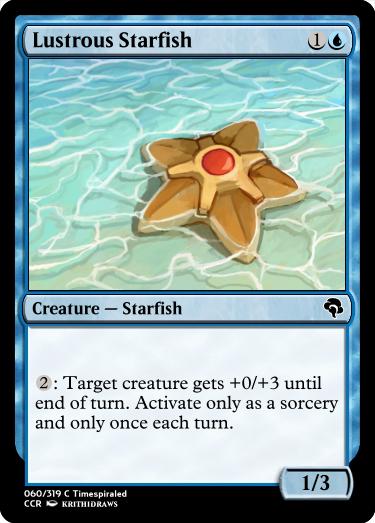 Lustrous Starfish 1
Creature — Starfish
2: Target creature gets +0/+3 until
end of turn. Activate only as a sorcery
and only once each turn.
1/3
060/319 C Timespiraled
CCR KRITHIDRAWS